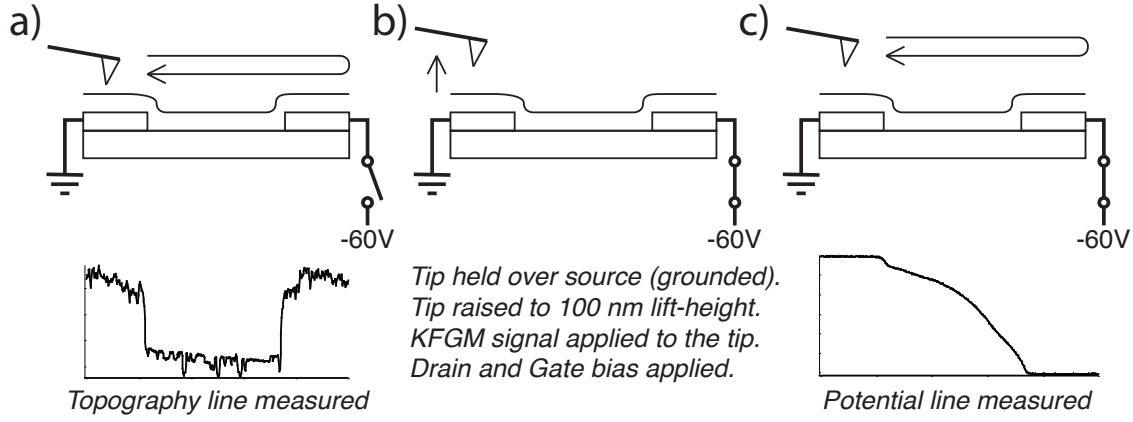 a)
b)
c)
-60V
-60V
-60V
Topography line measured
Tip held over source (grounded).
Tip raised to 100 nm lift-height.
KFGM signal applied to the tip.
Drain and Gate bias applied.
Potential line measured